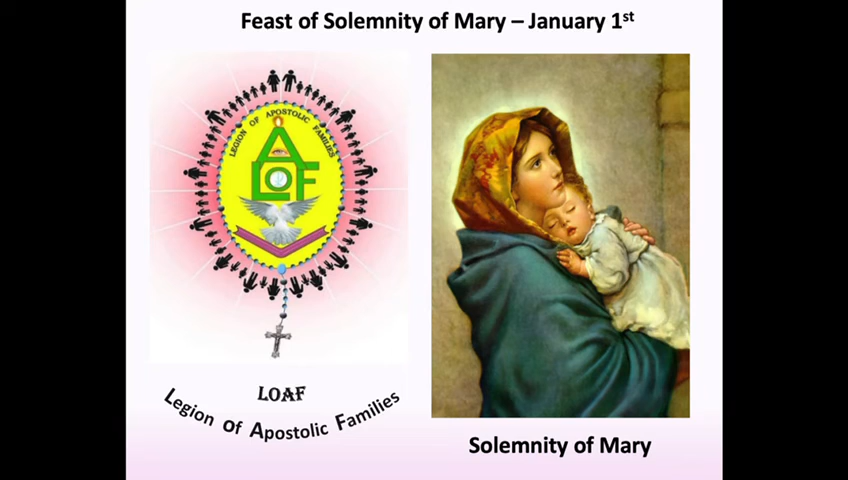 Feast of Solemnity of Mary – January 1st
LEGION OF APOSTOLIC FAMILIES
A
LOF
LOAF
Legion of Apostolic Families
Solemnity of Mary